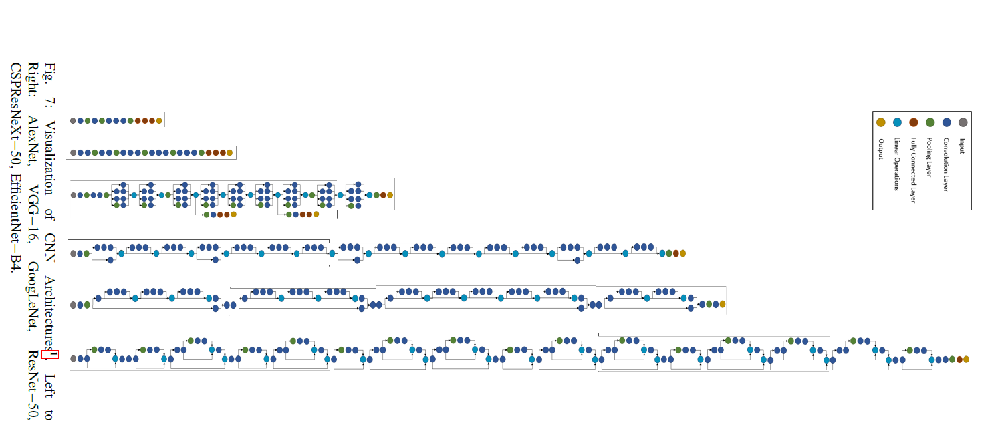 Input
Convolution Layer
Pooling Layer
Fully Connected Layer
Linear Operations
Output
Fig. 7: Visualization of CNN Architectures1. Left to
Right: AlexNet, VGG−16, GoogLeNet, ResNet−50,
CSPResNeXt−50, EfficientNet−B4.